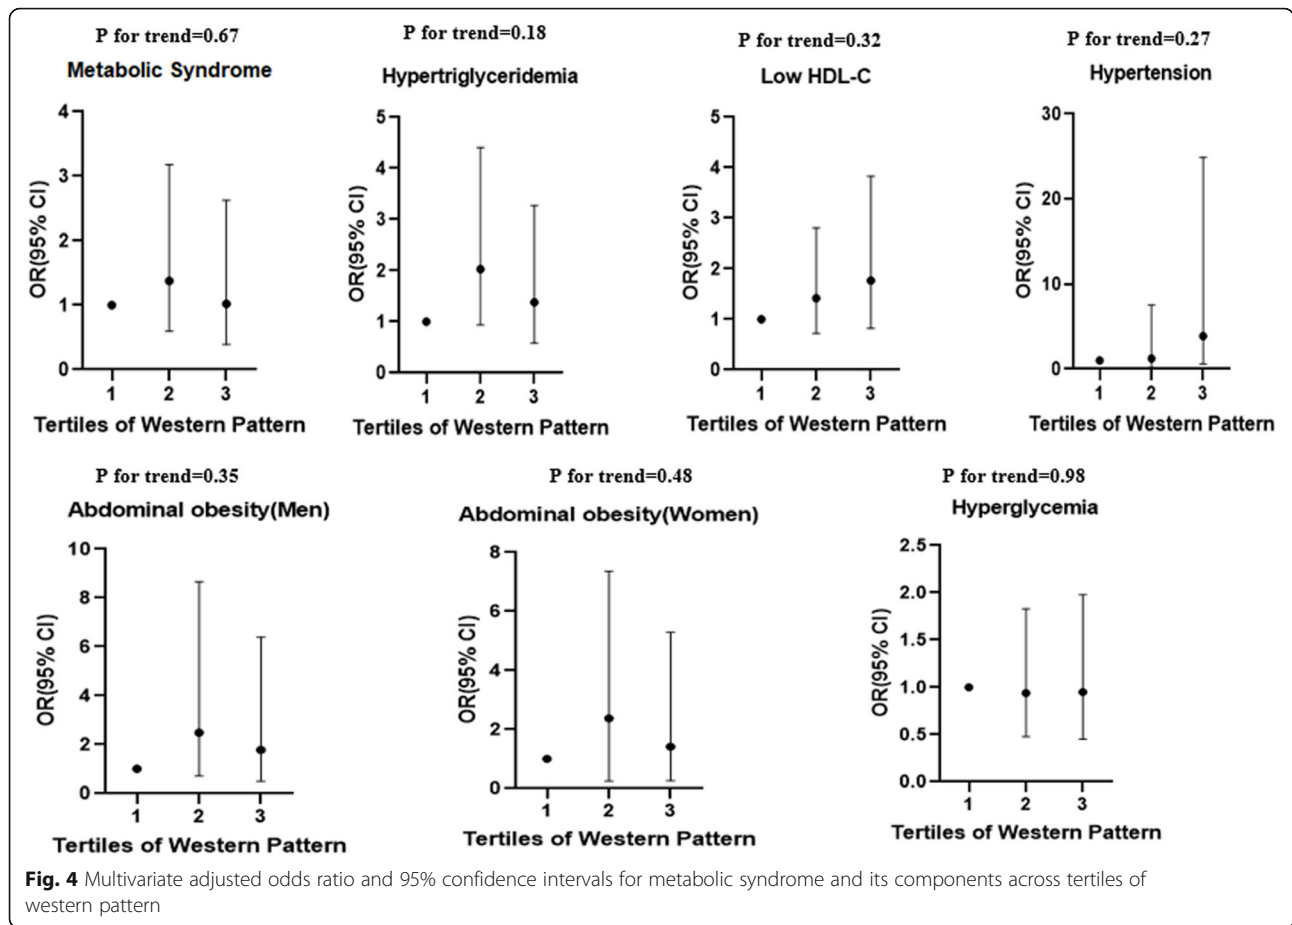 P for trend=0.67
Metabolic Syndrome
4
3
2
1
0
OR(95% CI)
1 2 3
Tertiles of Western Pattern
P for trend=0.18
Hypertriglyceridemia
5
4
3
2
1
0
OR(95% CI)
1 2 3
Tertiles of Western Pattern
P for trend=0.32
Low HDL-C
5
4
3
2
1
0
OR(95% CI)
1 2 3
Tertiles of Western Pattern
P for trend=0.27
Hypertension
30
20
10
0
OR(95% CI)
1 2 3
Tertiles of Western Pattern
P for trend=0.35
Abdominal obesity(Men)
10
8
6
4
2
0
OR(95% CI)
1 2 3
Tertiles of Western Pattern
P for trend=0.48
Abdominal obesity(Women)
8
6
4
2
0
OR(95% CI)
1 2 3
Tertiles of Western Pattern
P for trend=0.98
Hyperglycemia
2.5
2.0
1.5
1.0
0.5
0.0
OR(95% CI)
1 2 3
Tertiles of Western Pattern
Fig. 4 Multivariate adjusted odds ratio and 95% confidence intervals for metabolic syndrome and its components across tertiles of
western pattern